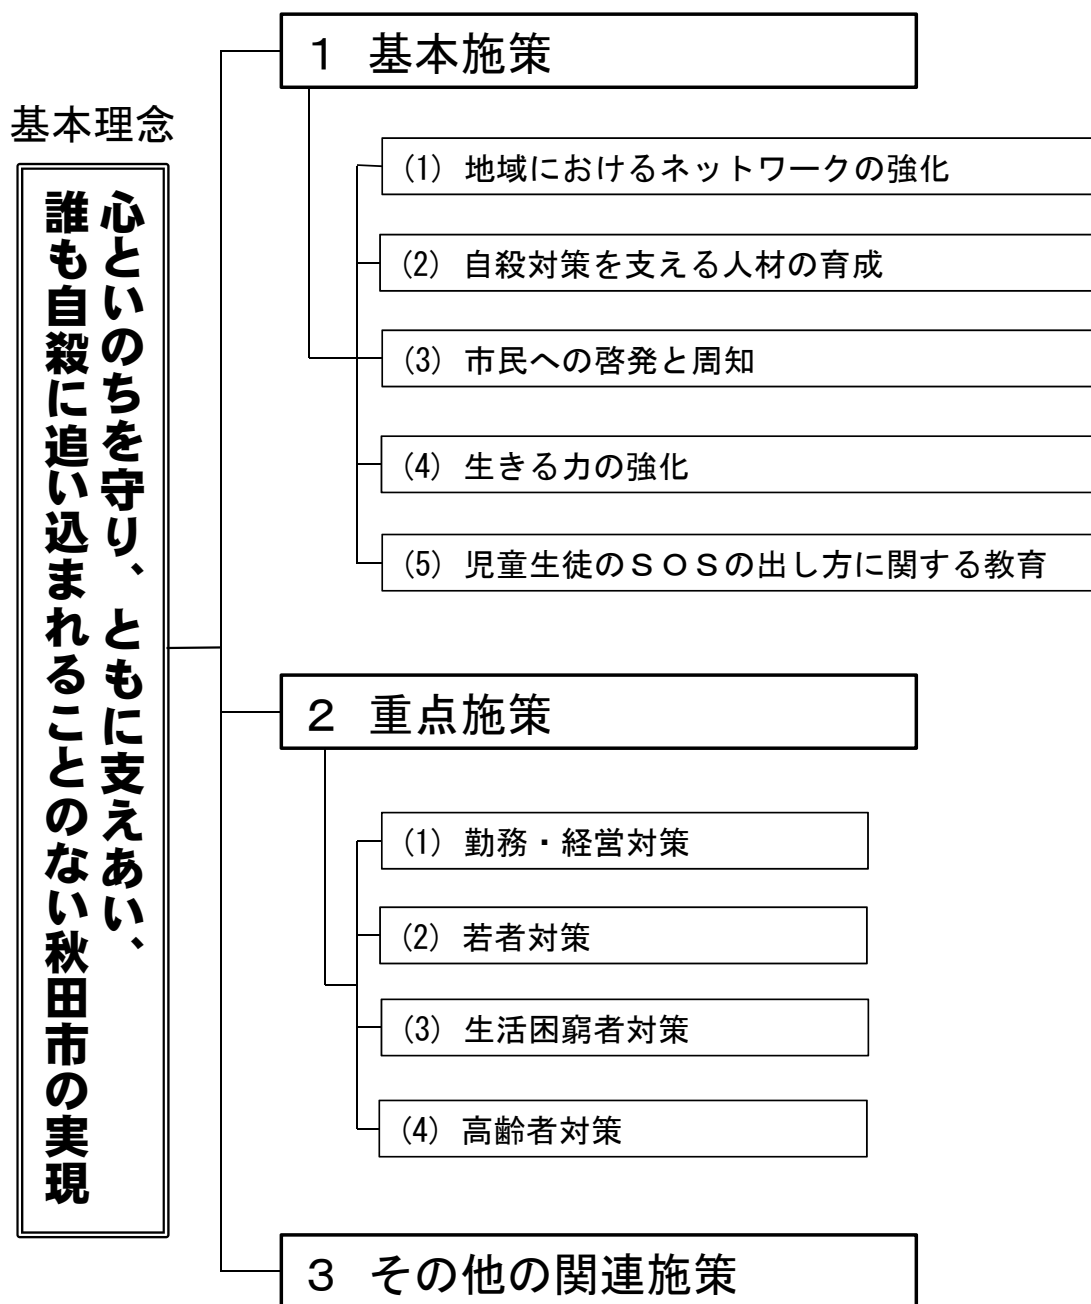 基本理念
心といのちを守り、ともに支えあい、
誰も自殺に追い込まれることのない秋田市の実現
１ 基本施策
(1) 地域におけるネットワークの強化
(2) 自殺対策を支える人材の育成
(3) 市民への啓発と周知
(4) 生きる力の強化
(5) 児童生徒のＳＯＳの出し方に関する教育
２ 重点施策
(1) 勤務・経営対策
(2) 若者対策
(3) 生活困窮者対策
(4) 高齢者対策
３ その他の関連施策